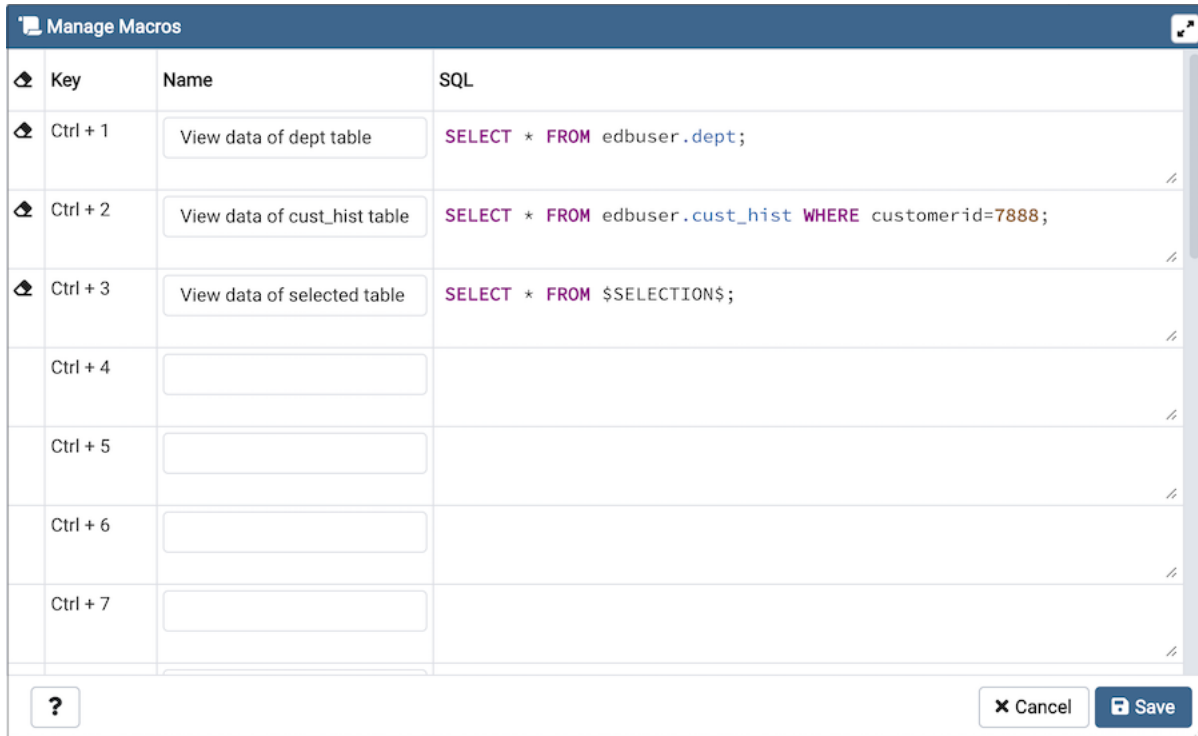 Manage Macros
Key Name SQL
Ctrl + 1 View data of dept table SELECT * FROM edbuser.dept;
Ctrl + 2 View data of cust_hist table SELECT * FROM edbuser.cust_hist WHERE customerid=7888;
Ctrl + 3 View data of selected table SELECT * FROM $SELECTION$;
Ctrl + 4
Ctrl + 5
Ctrl + 6
Ctrl + 7
? Cancel Save